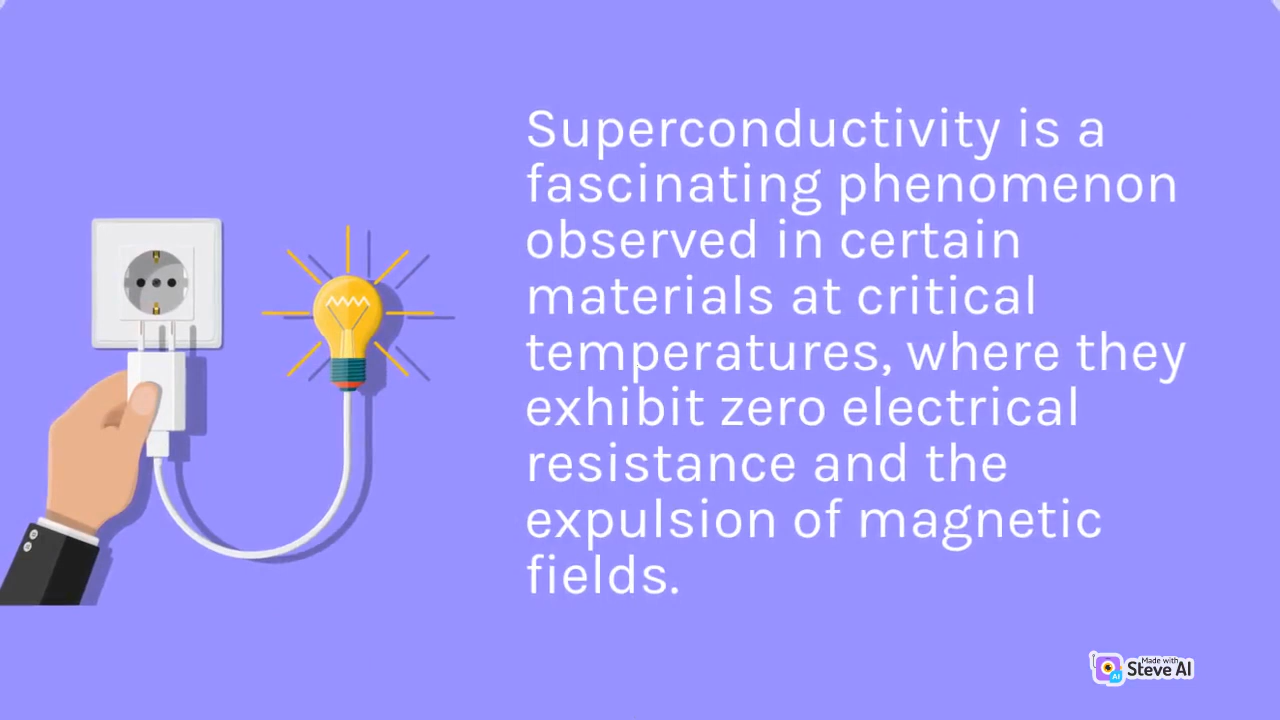 Superconductivity is a
fascinating phenomenon
observed in certain
materials at critical
temperatures, where they
exhibit zero electrical
resistance and the
expulsion of magnetic
fields.
Made with
Steve AI
AI